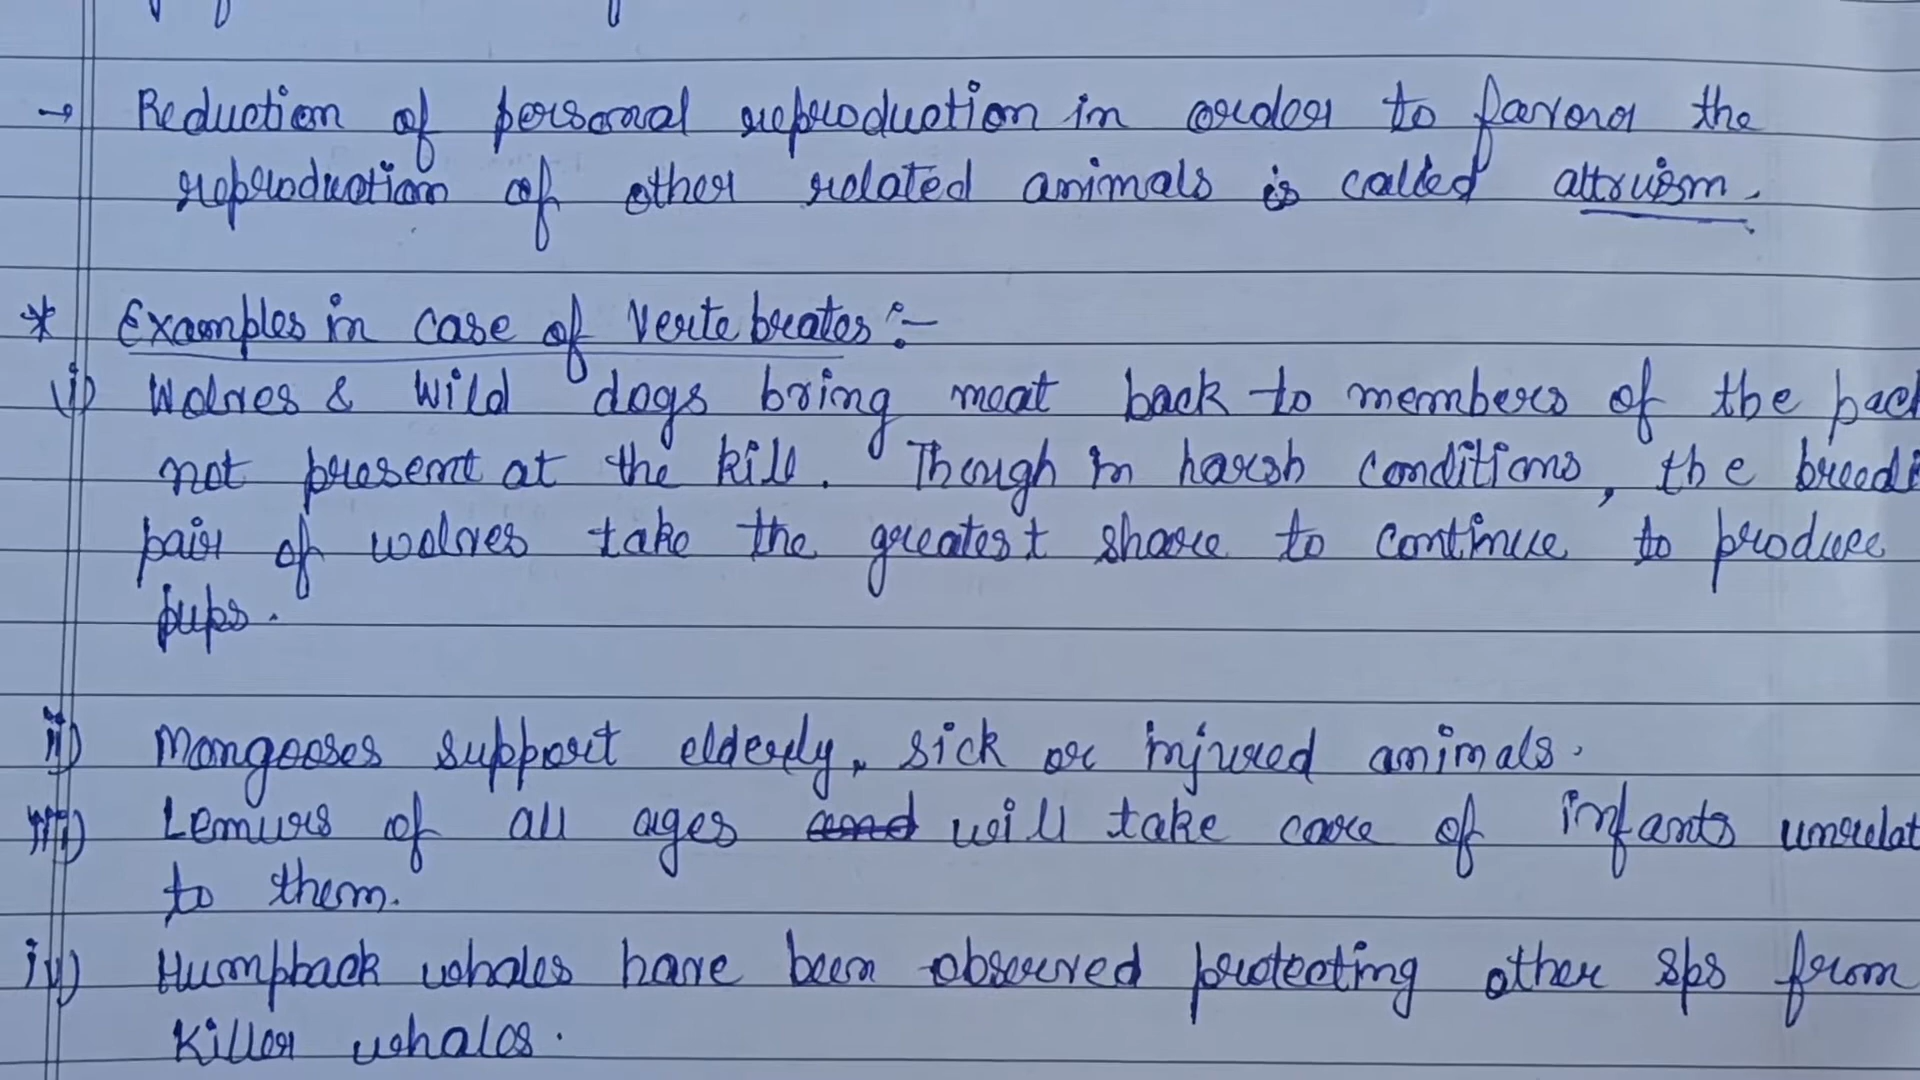 → Reduction of personal reproduction in order to favour the
reproduction of other related animals is called altruism.
* Examples in case of Vertebrates :-
i) Wolves & Wild dogs bring meat back to members of the pack
not present at the kill. Though in harsh conditions, the breedi
pair of wolves take the greatest share to continue to produce
pups.
ii) Mongooses support elderly, sick or injured animals.
iii) Lemurs of all ages and will take care of infants unrelat
to them.
iv) Humpback whales have been observed protecting other sps from
killer whales.